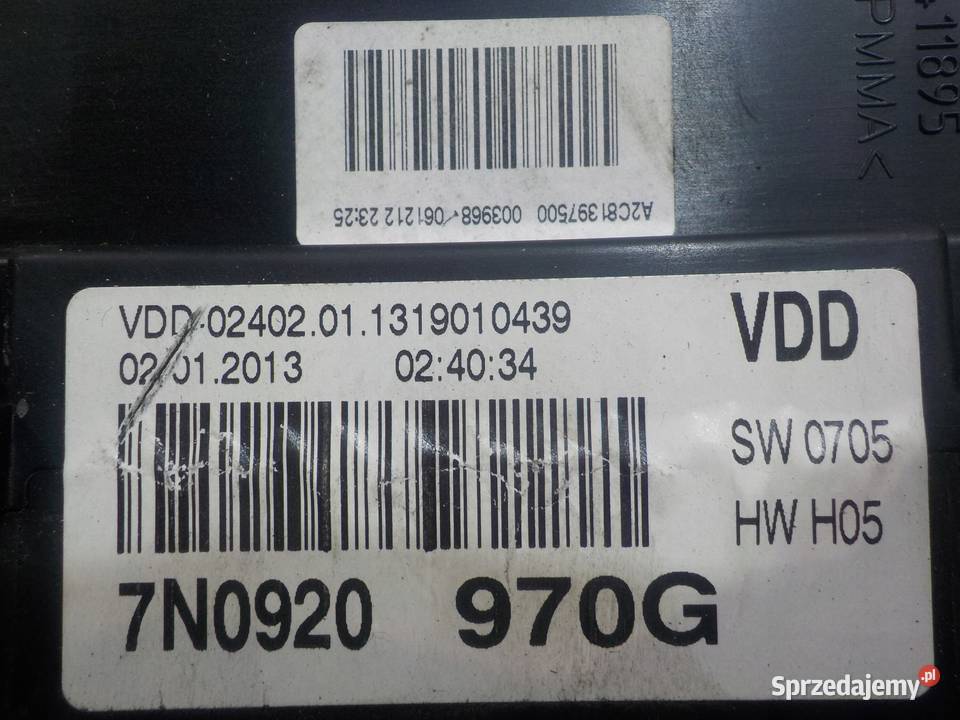 11895
PMMA<
A2C81397500 003968 061212 23:25
VDD-02402.01.1319010439
02.01.2013 02:40:34
VDD
SW 0705
HW H05
7N0920 970G
Sprzedajemy.pl